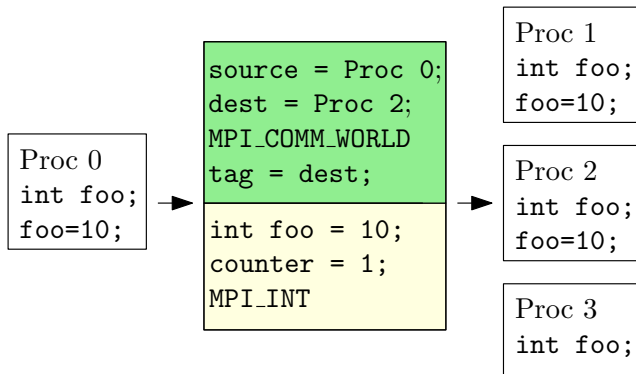 Proc 0
int foo;
foo=10;
source = Proc 0;
dest = Proc 2;
MPI_COMM_WORLD
tag = dest;
int foo = 10;
counter = 1;
MPI_INT
Proc 1
int foo;
foo=10;
Proc 2
int foo;
foo=10;
Proc 3
int foo;